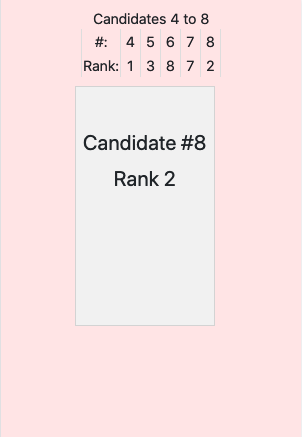 Candidates 4 to 8
#: 4 5 6 7 8
Rank: 1 3 8 7 2
Candidate #8
Rank 2